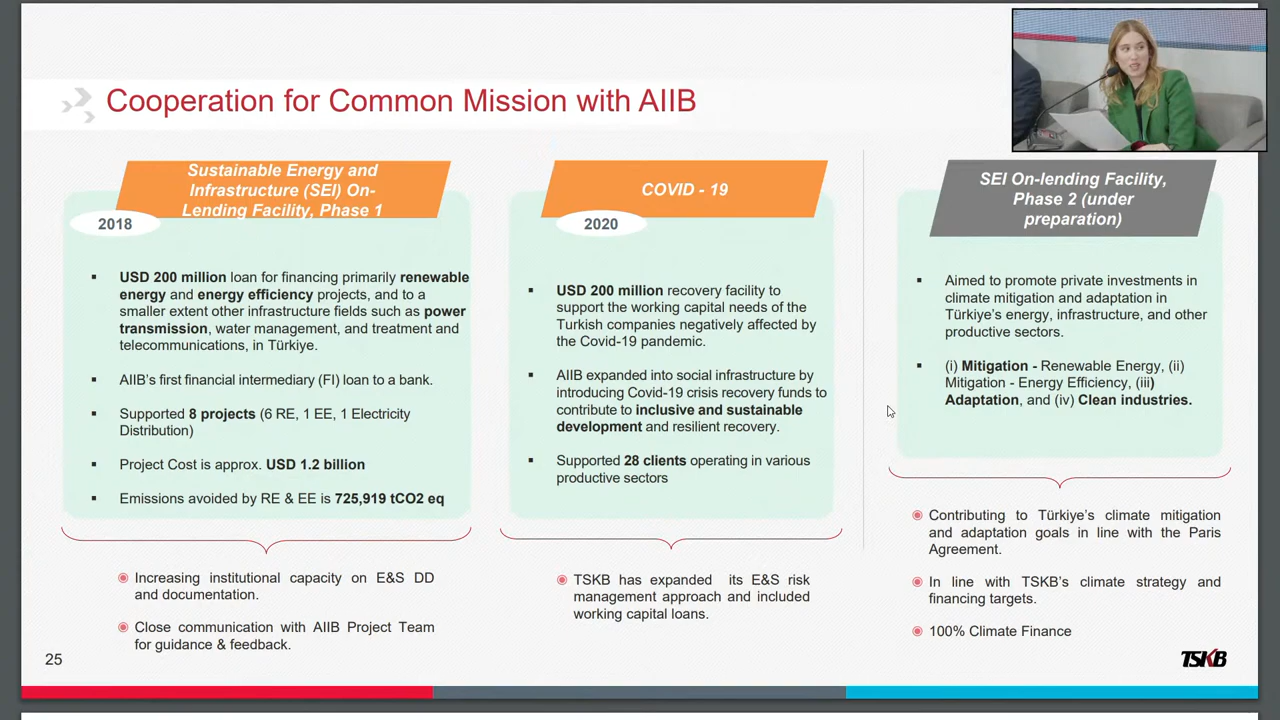 Cooperation for Common Mission with AIIB
Sustainable Energy and
Infrastructure (SEI) On-
Lending Facility, Phase 1
2018
▪ USD 200 million loan for financing primarily renewable
energy and energy efficiency projects, and to a
smaller extent other infrastructure fields such as power
transmission, water management, and treatment and
telecommunications, in Türkiye.
▪ AIIB's first financial intermediary (FI) loan to a bank.
▪ Supported 8 projects (6 RE, 1 EE, 1 Electricity
Distribution)
▪ Project Cost is approx. USD 1.2 billion
▪ Emissions avoided by RE & EE is 725,919 tCO2 eq
Increasing institutional capacity on E&S DD
and documentation.
Close communication with AIIB Project Team
for guidance & feedback.
COVID - 19
2020
▪ USD 200 million recovery facility to
support the working capital needs of the
Turkish companies negatively affected by
the Covid-19 pandemic.
▪ AIIB expanded into social infrastructure by
introducing Covid-19 crisis recovery funds to
contribute to inclusive and sustainable
development and resilient recovery.
▪ Supported 28 clients operating in various
productive sectors
TSKB has expanded its E&S risk
management approach and included
working capital loans.
SEI On-lending Facility,
Phase 2 (under
preparation)
▪ Aimed to promote private investments in
climate mitigation and adaptation in
Türkiye's energy, infrastructure, and other
productive sectors.
▪ (i) Mitigation - Renewable Energy, (ii)
Mitigation - Energy Efficiency, (iii)
Adaptation, and (iv) Clean industries.
Contributing to Türkiye's climate mitigation
and adaptation goals in line with the Paris
Agreement.
In line with TSKB's climate strategy and
financing targets.
100% Climate Finance
25
TSKB